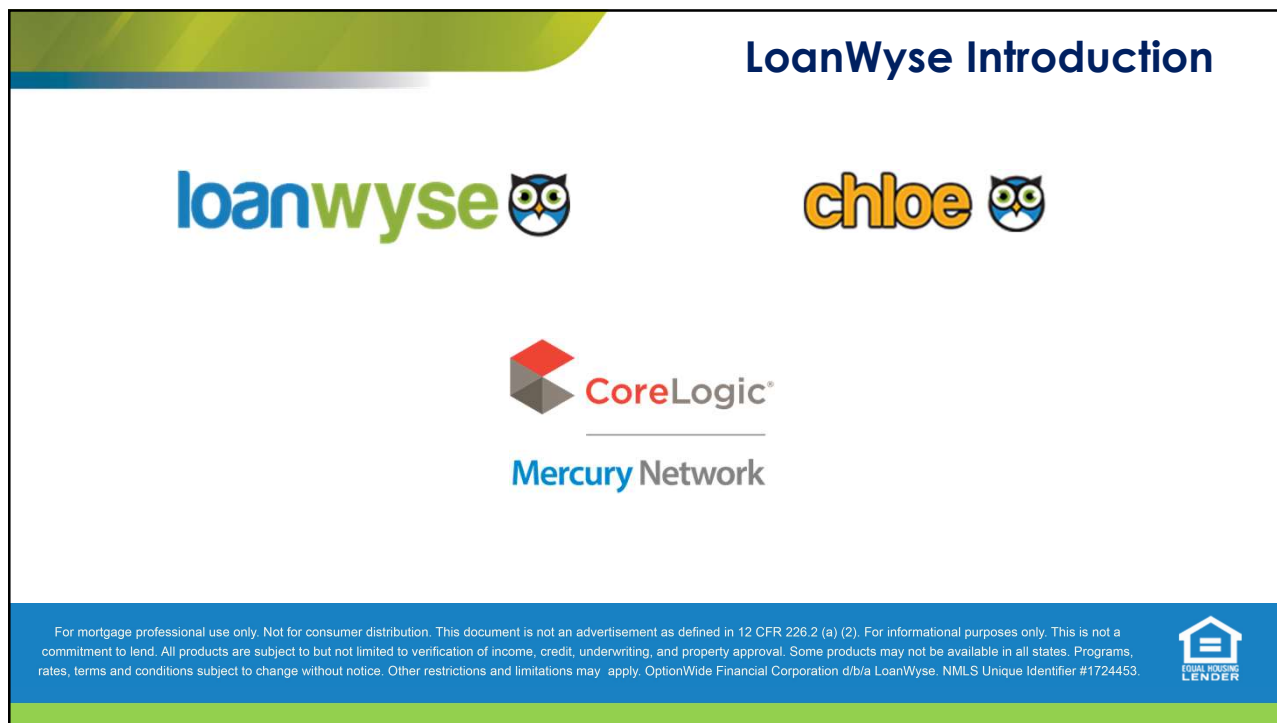 LoanWyse Introduction
loanwyse
chloe
CoreLogic®
Mercury Network
For mortgage professional use only. Not for consumer distribution. This document is not an advertisement as defined in 12 CFR 226.2 (a) (2). For informational purposes only. This is not a
commitment to lend. All products are subject to but not limited to verification of income, credit, underwriting, and property approval. Some products may not be available in all states. Programs,
rates, terms and conditions subject to change without notice. Other restrictions and limitations may apply. OptionWide Financial Corporation d/b/a LoanWyse. NMLS Unique Identifier #1724453.
EQUAL HOUSING
LENDER